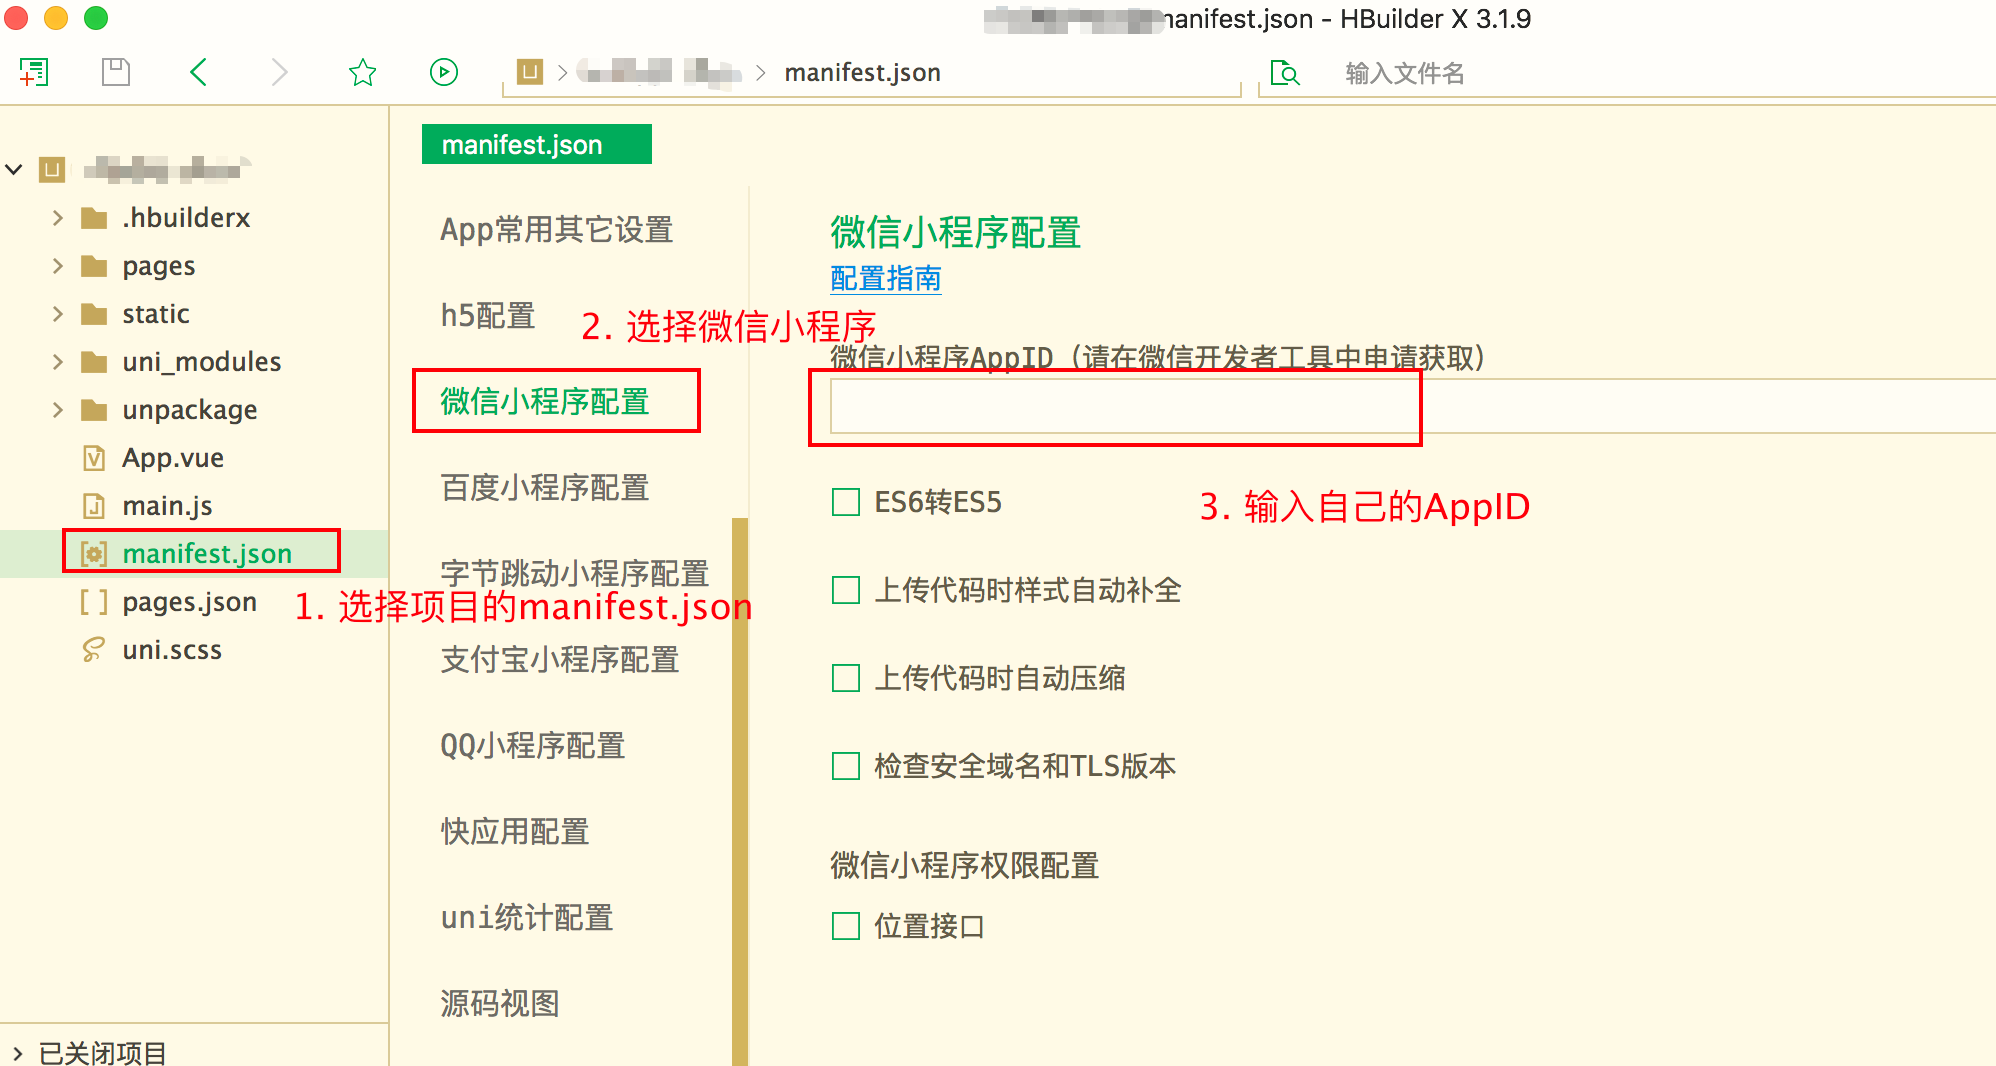 manifest.json - HBuilder X 3.1.9
manifest.json
输入文件名
.hbuilderx
pages
static
uni_modules
unpackage
App.vue
main.js
manifest.json
pages.json
uni.scss
已关闭项目
1. 选择项目的manifest.json
manifest.json
App常用其它设置
h5配置
2. 选择微信小程序
微信小程序配置
百度小程序配置
字节跳动小程序配置
支付宝小程序配置
QQ小程序配置
快应用配置
uni统计配置
源码视图
微信小程序配置
配置指南
微信小程序AppID（请在微信开发者工具中申请获取）
3. 输入自己的AppID
ES6转ES5
上传代码时样式自动补全
上传代码时自动压缩
检查安全域名和TLS版本
微信小程序权限配置
位置接口